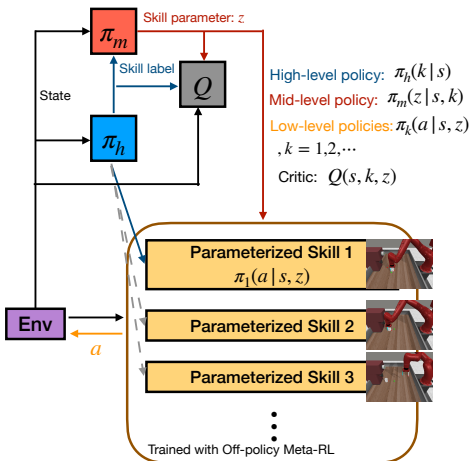 Skill parameter: z
π_m
Skill label
Q
State
π_h
High-level policy: π_h(k | s)
Mid-level policy: π_m(z | s, k)
Low-level policies: π_k(a | s, z)
, k = 1,2,⋯
Critic: Q(s, k, z)
Parameterized Skill 1
π_1(a | s, z)
Env
a
Parameterized Skill 2
Parameterized Skill 3
Trained with Off-policy Meta-RL